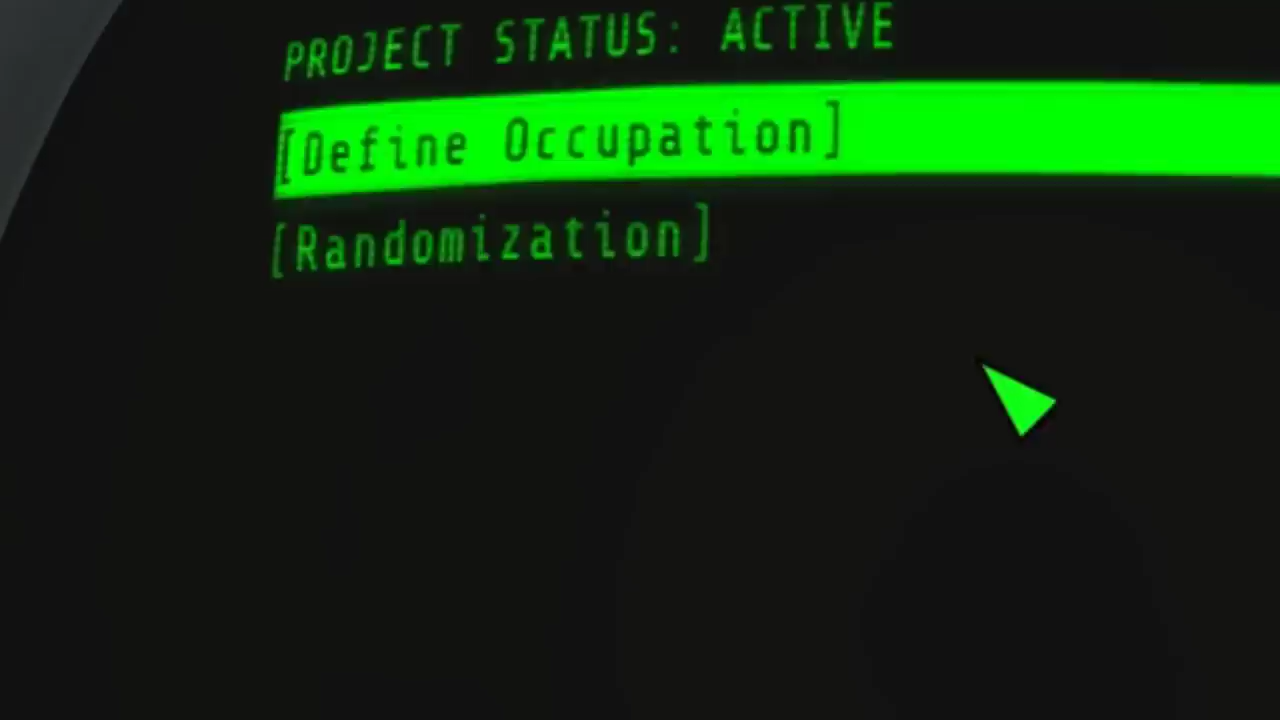 PROJECT STATUS: ACTIVE
[Define Occupation]
[Randomization]